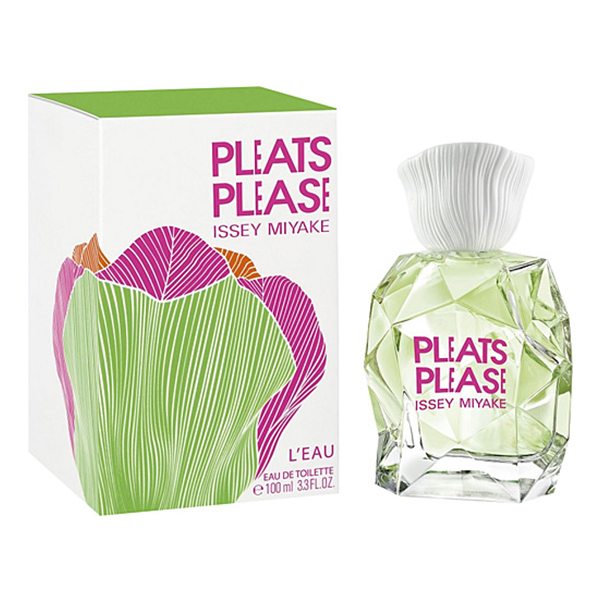 PLEATS
PLEASE
ISSEY MIYAKE
L'EAU
EAU DE TOILETTE
℮ 100 ml 3.3 FL.OZ.
PLEATS
PLEASE
ISSEY MIYAKE